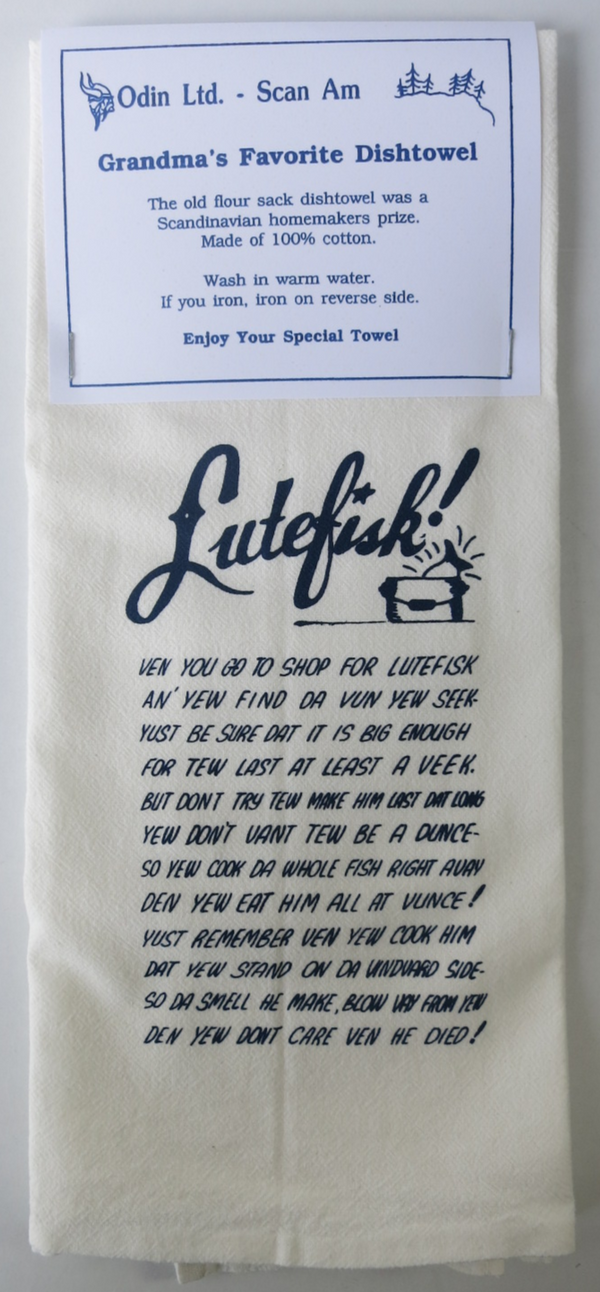 Odin Ltd. - Scan Am
Grandma's Favorite Dishtowel
The old flour sack dishtowel was a
Scandinavian homemakers prize.
Made of 100% cotton.
Wash in warm water.
If you iron, iron on reverse side.
Enjoy Your Special Towel
Lutefisk!
VEN YOU GO TO SHOP FOR LUTEFISK
AN' YEW FIND DA VUN YEW SEEK-
YUST BE SURE DAT IT IS BIG ENOUGH
FOR TEW LAST AT LEAST A VEEK.
BUT DONT TRY TEW MAKE HIM LAST DAT LONG
YEW DON'T VANT TEW BE A DUNCE-
SO YEW COOK DA WHOLE FISH RIGHT AVAY
DEN YEW EAT HIM ALL AT VUNCE!
YUST REMEMBER VEN YEW COOK HIM
DAT YEW STAND ON DA VINDVARD SIDE-
SO DA SMELL HE MAKE, BLOW VAY FROM YEW
DEN YEW DONT CARE VEN HE DIED!